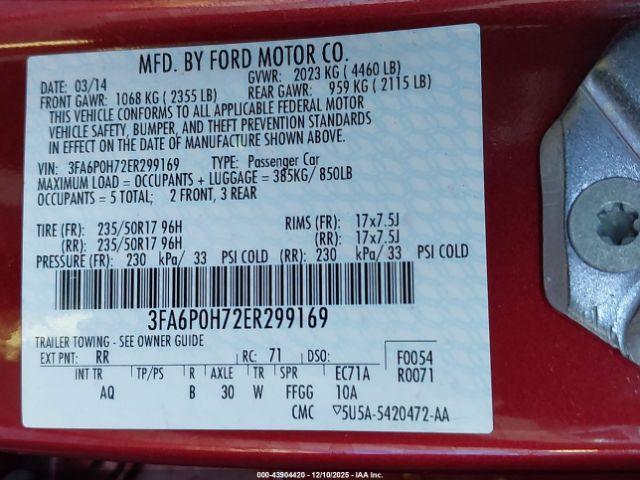 MFD. BY FORD MOTOR CO.
DATE: 03/14 GVWR: 2023 KG ( 4460 LB)
FRONT GAWR: 1068 KG ( 2355 LB) REAR GAWR: 959 KG ( 2115 LB)
THIS VEHICLE CONFORMS TO ALL APPLICABLE FEDERAL MOTOR
VEHICLE SAFETY, BUMPER, AND THEFT PREVENTION STANDARDS
IN EFFECT ON THE DATE OF MANUFACTURE SHOWN ABOVE.
VIN: 3FA6P0H72ER299169 TYPE: Passenger Car
MAXIMUM LOAD = OCCUPANTS + LUGGAGE = 385KG/ 850LB
OCCUPANTS = 5 TOTAL; 2 FRONT, 3 REAR
TIRE (FR): 235/50R17 96H RIMS (FR): 17x7.5J
(RR): 235/50R17 96H (RR): 17x7.5J
PRESSURE (FR): 230 kPa/ 33 PSI COLD (RR): 230 kPa/ 33 PSI COLD
3FA6P0H72ER299169
TRAILER TOWING - SEE OWNER GUIDE
EXT PNT: RR RC: 71 DSO: F0054
INT TR TP/PS R AXLE TR SPR EC71A R0071
AQ B 30 W FFGG 10A
CMC ▽5U5A-5420472-AA
000-43904420 - 12/10/2025 - IAA Inc.